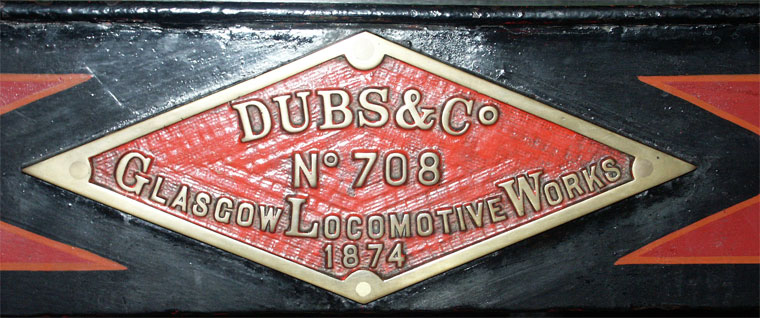 DUBS & Co
No 708
GLASGOW LOCOMOTIVE WORKS
1874